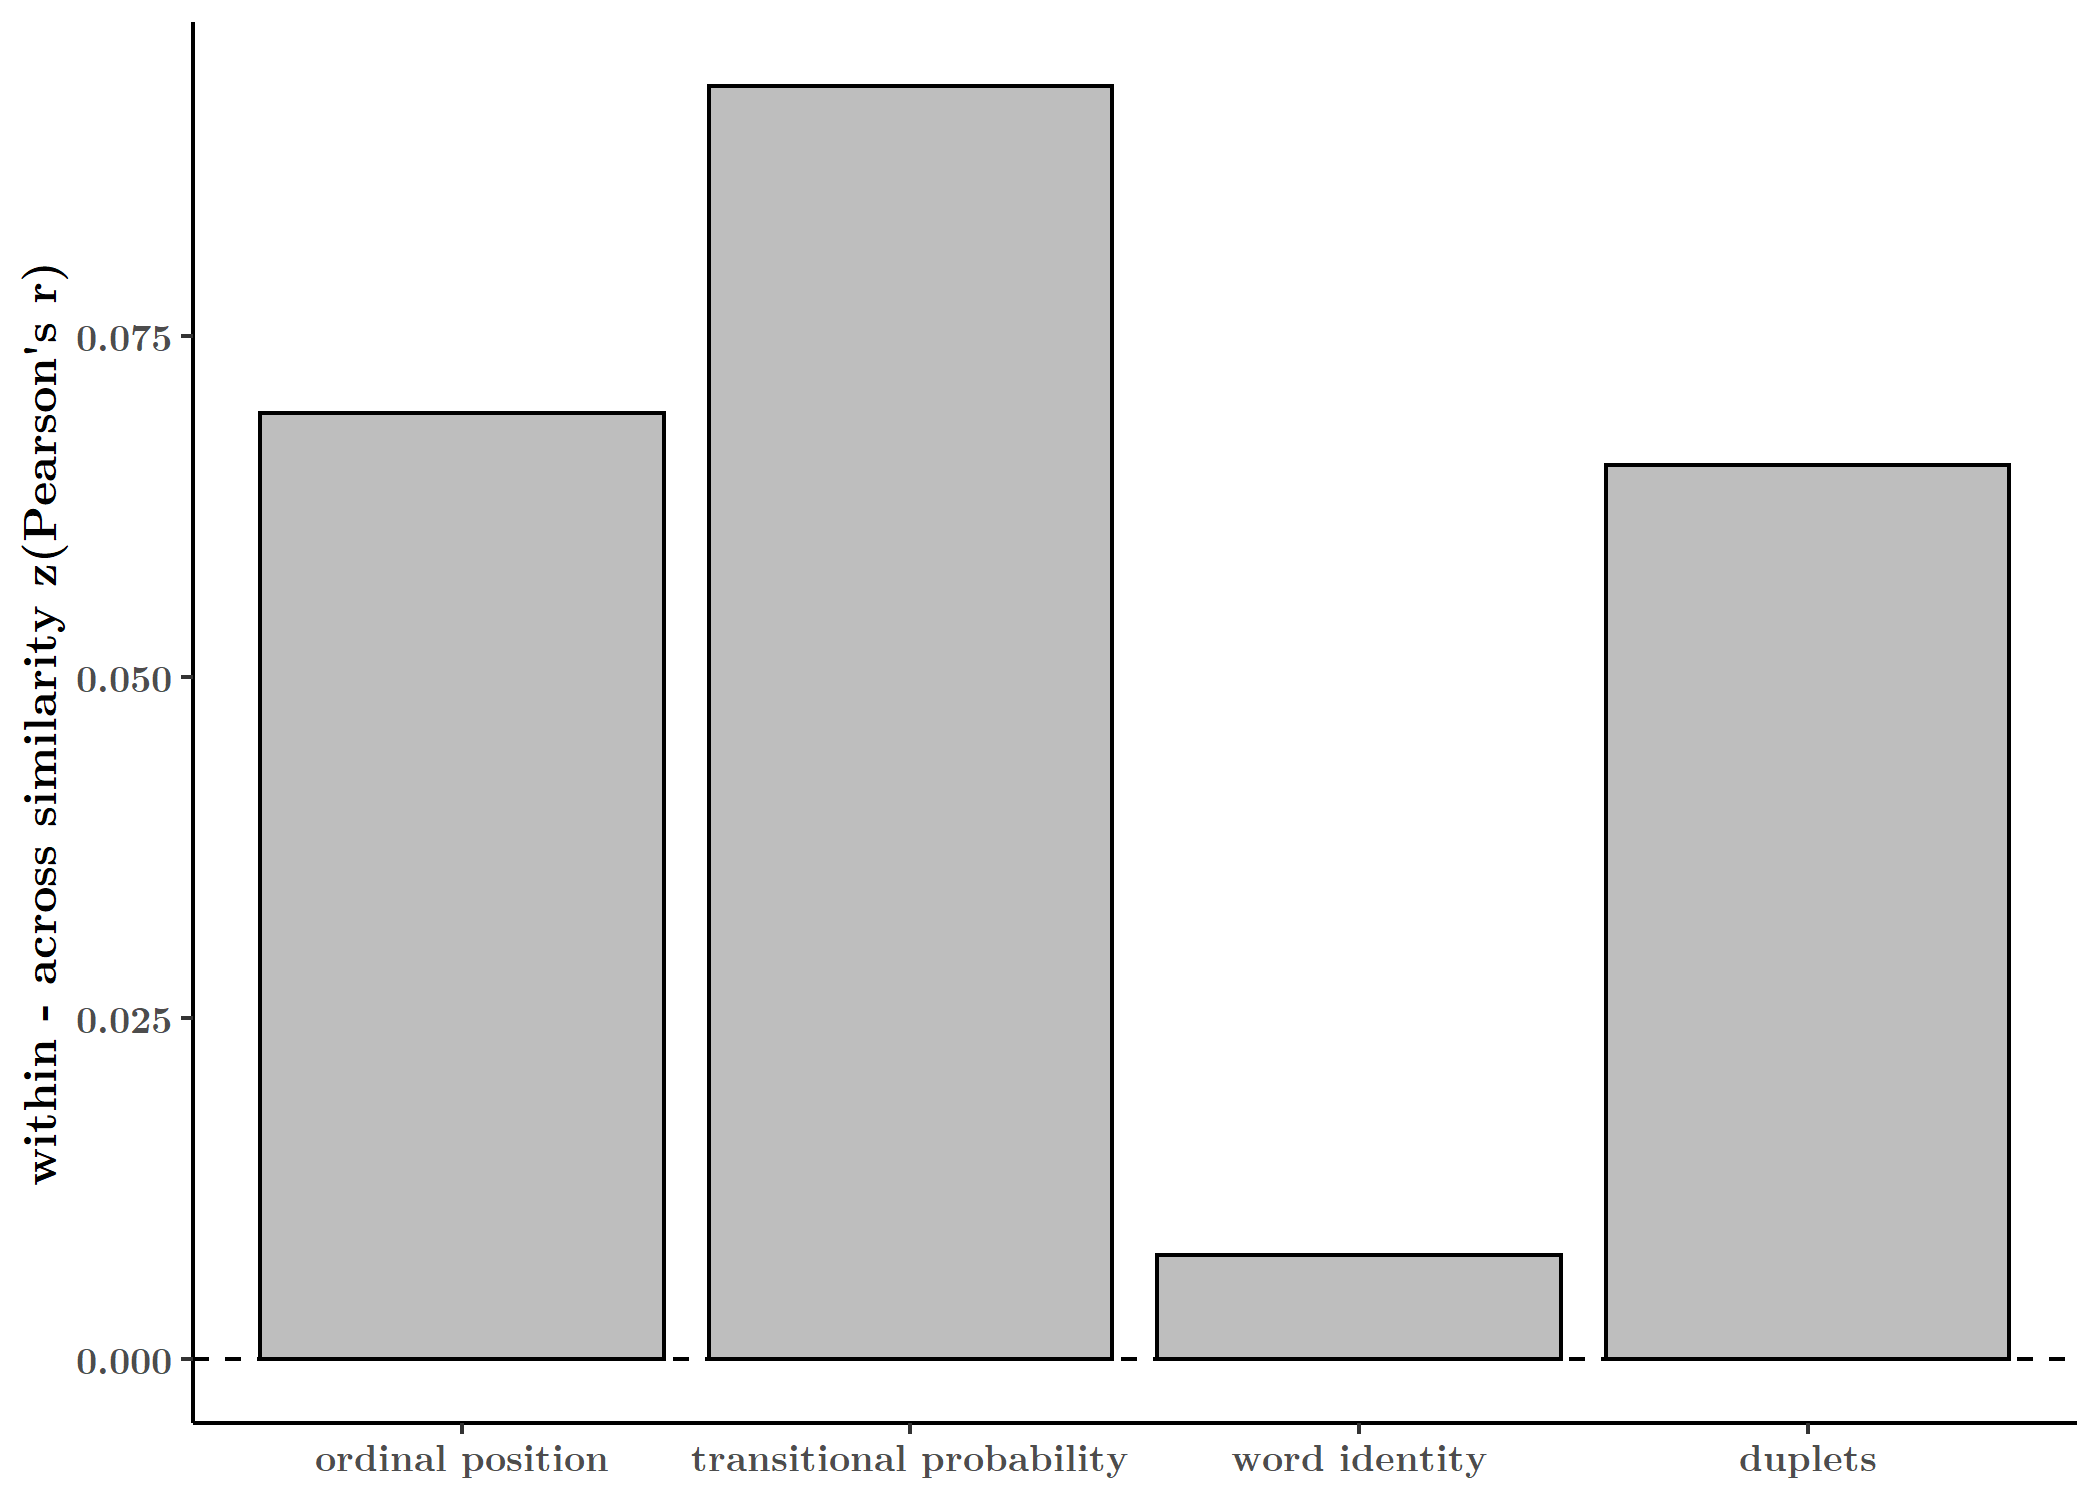 within - across similarity z(Pearson's r)
0.075
0.050
0.025
0.000
ordinal position
transitional probability
word identity
duplets